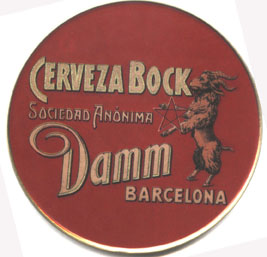 CERVEZA BOCK
SOCIEDAD ANÓNIMA
Damm
BARCELONA